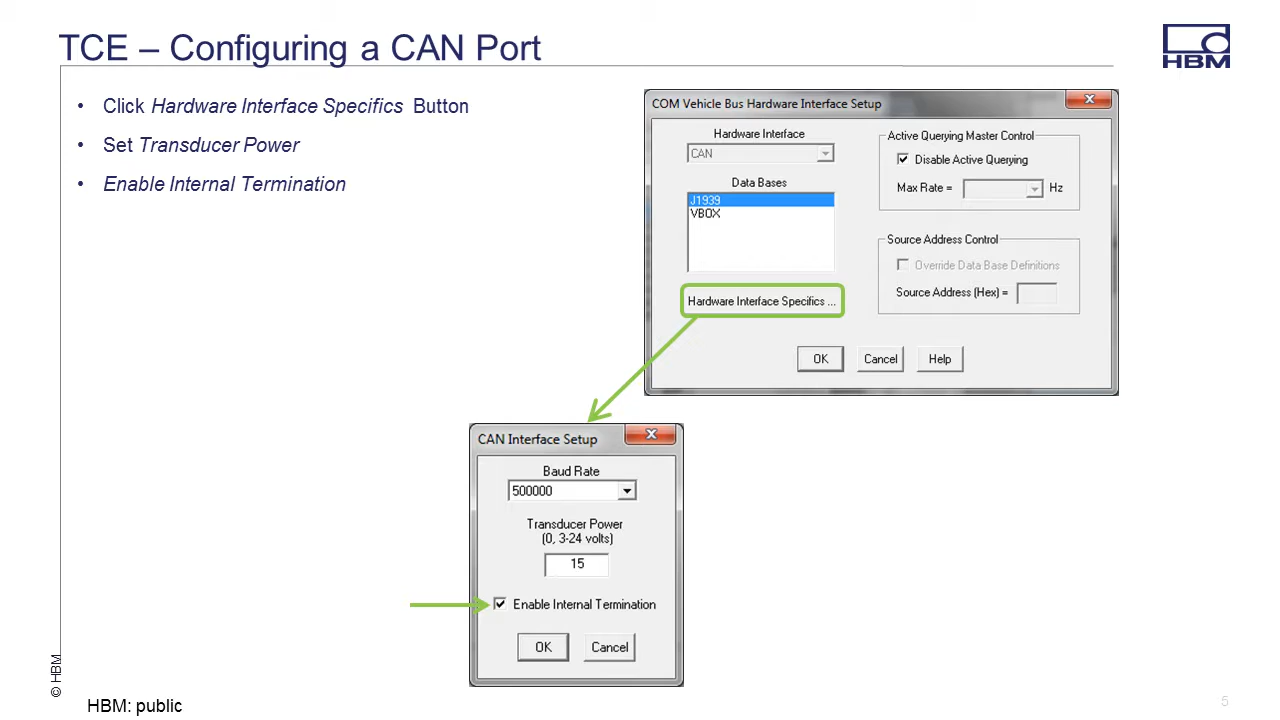 TCE – Configuring a CAN Port
HBM
• Click Hardware Interface Specifics Button
• Set Transducer Power
• Enable Internal Termination
COM Vehicle Bus Hardware Interface Setup
Hardware Interface
CAN
Data Bases
J1939
VBOX
Hardware Interface Specifics ...
Active Querying Master Control
Disable Active Querying
Max Rate = Hz
Source Address Control
Override Data Base Definitions
Source Address (Hex) =
OK Cancel Help
CAN Interface Setup
Baud Rate
500000
Transducer Power
(0, 3-24 volts)
15
Enable Internal Termination
OK Cancel
© HBM
HBM: public
5